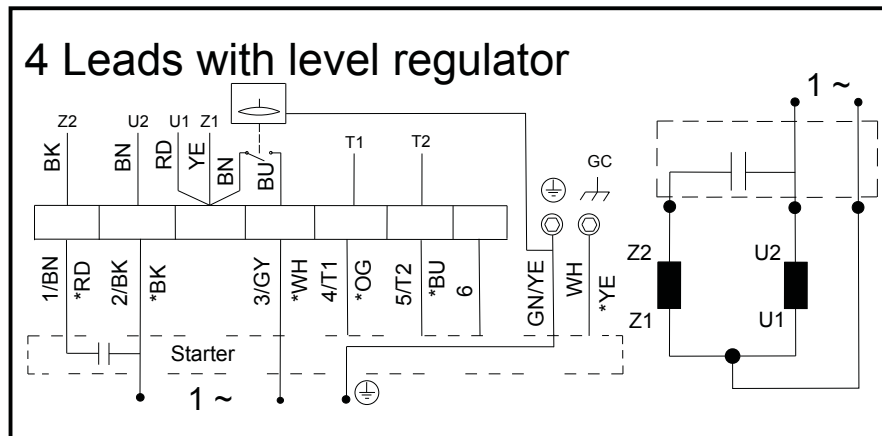 4 Leads with level regulator
1 ~
Z2 U2 U1 Z1 T1 T2
BK BN RD YE BN BU GC
1/BN *RD 2/BK *BK 3/GY *WH 4/T1 *OG 5/T2 *BU 6 GN/YE WH *YE
Z2 U2
Z1 U1
Starter
1 ~